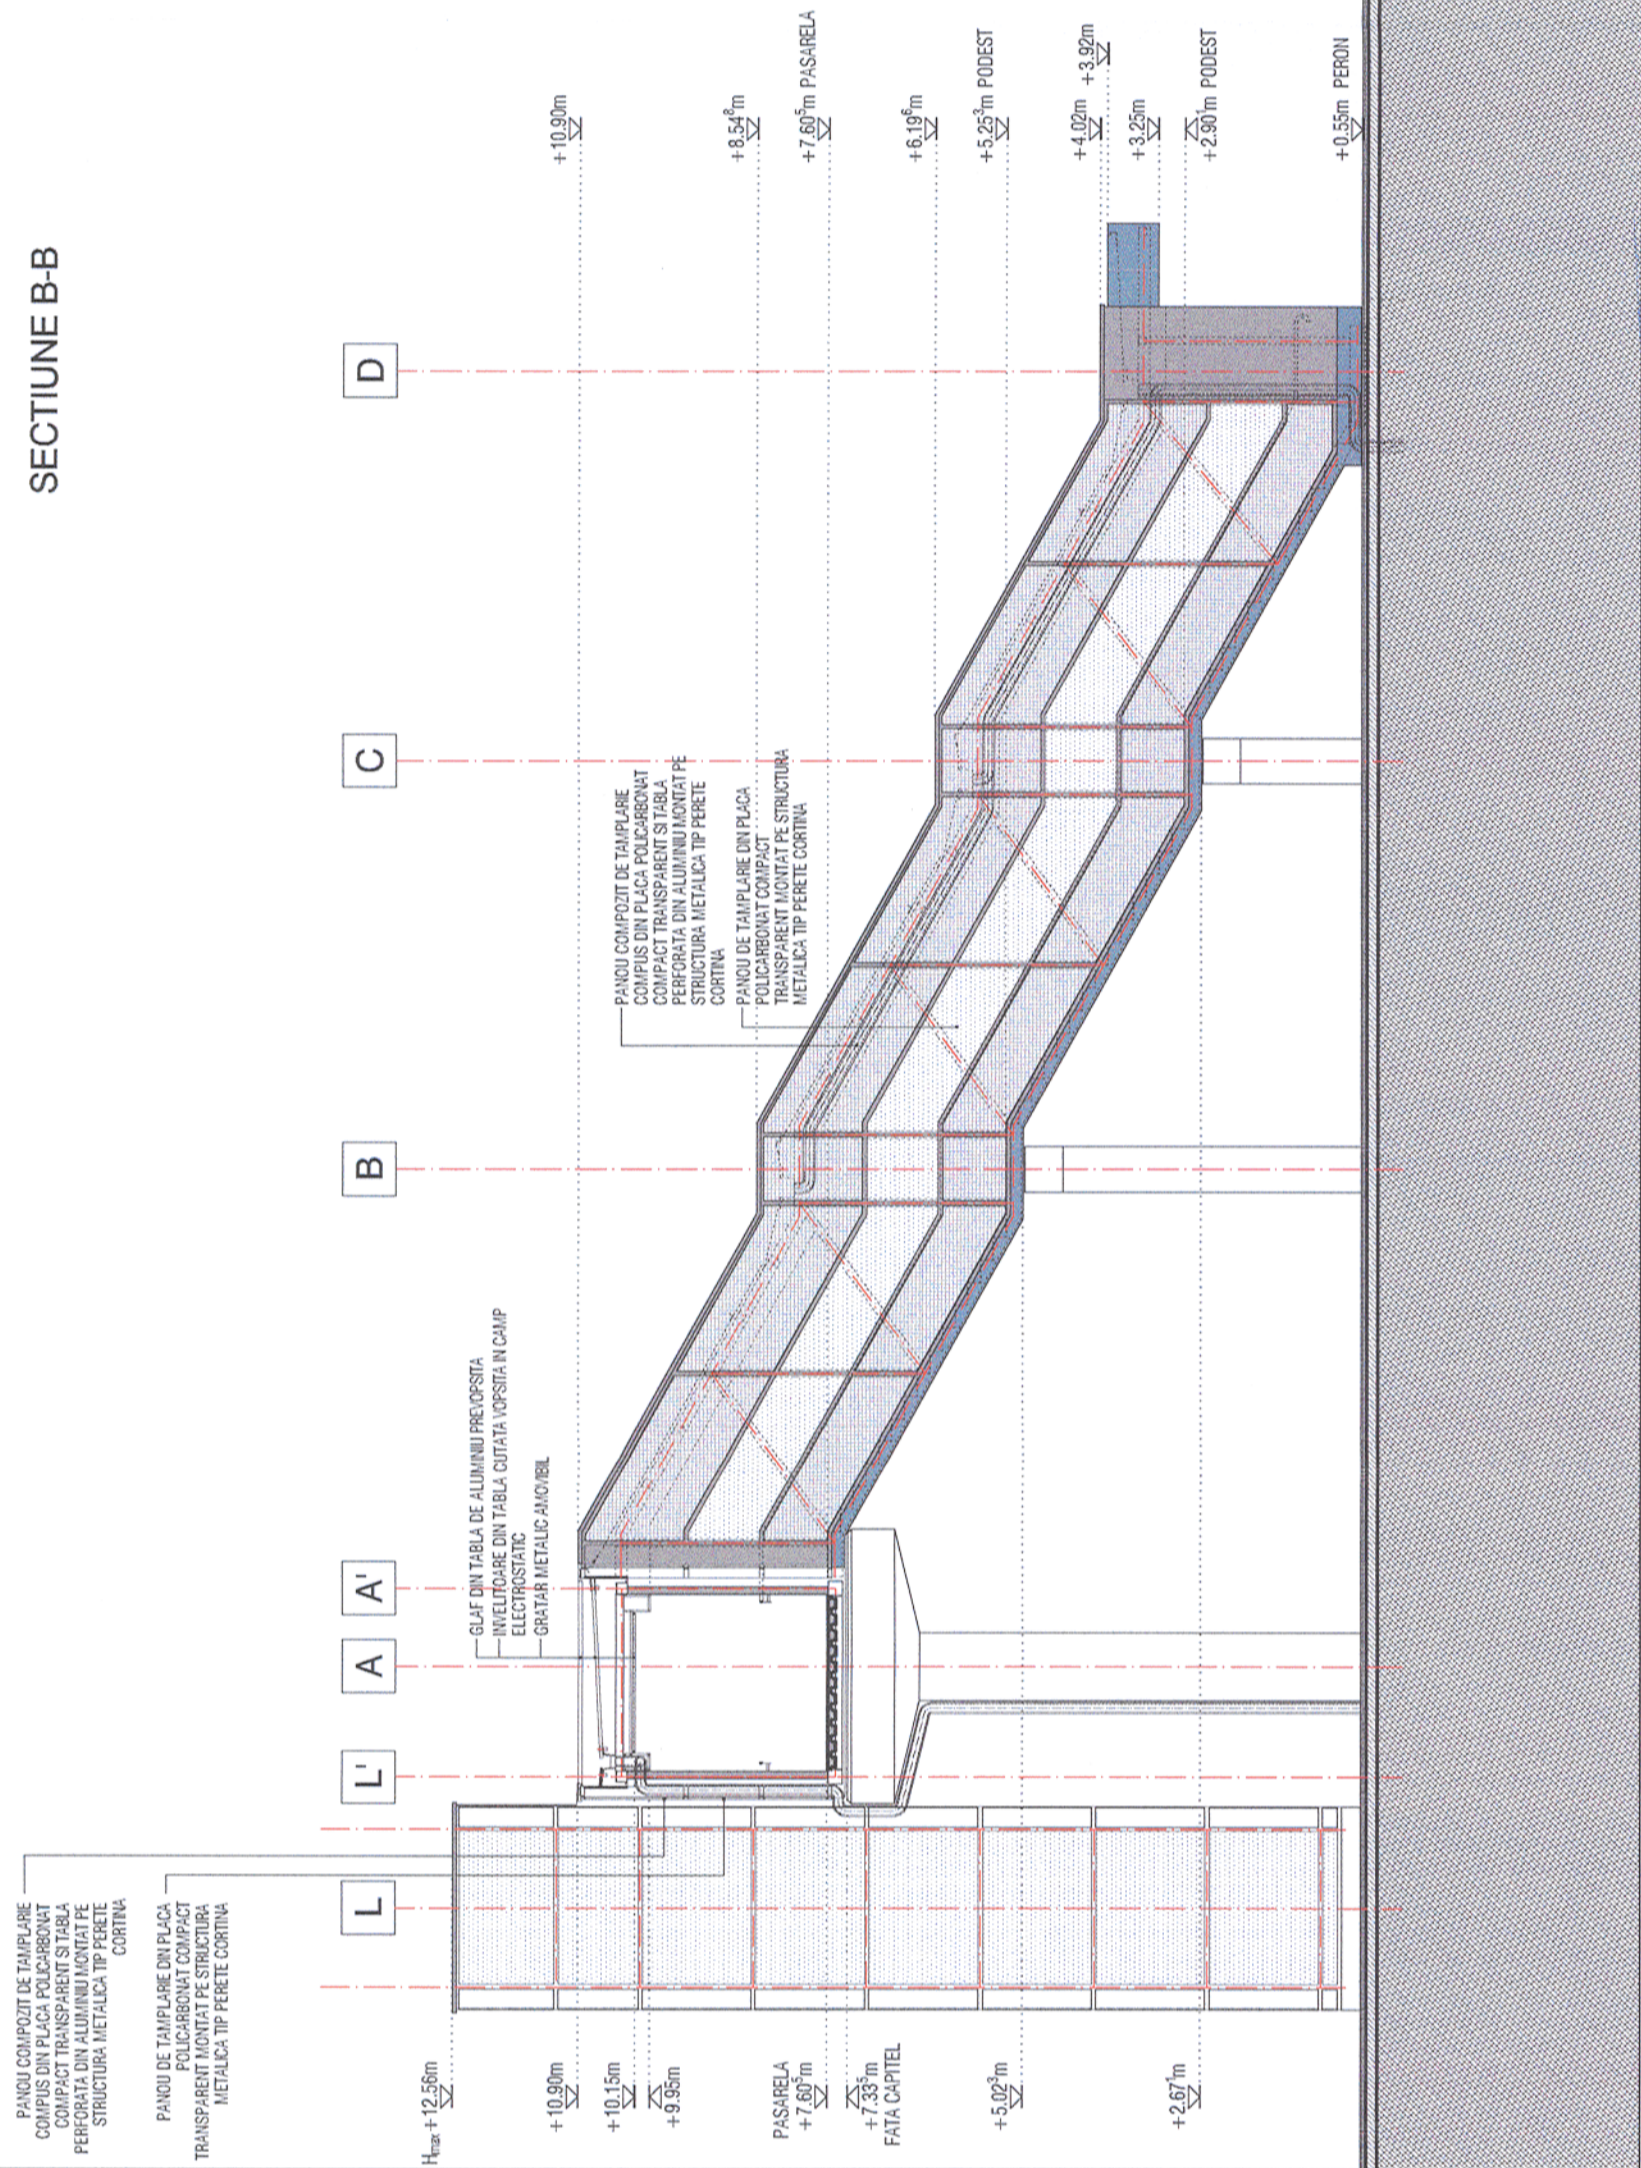 SECTIUNE B-B
PANOU COMPOZIT DE TAMPLARIE
COMPUS DIN PLACA POLICARBONAT
COMPACT TRANSPARENT SI TABLA
PERFORATA DIN ALUMINIU MONTAT PE
STRUCTURA METALICA TIP PERETE
CORTINA
PANOU DE TAMPLARIE DIN PLACA
POLICARBONAT COMPACT
TRANSPARENT MONTAT PE STRUCTURA
METALICA TIP PERETE CORTINA
L
L'
A
A'
B
C
D
GLAF DIN TABLA DE ALUMINIU PREVOPSITA
INVELITOARE DIN TABLA CUTATA VOPSITA IN CAMP
ELECTROSTATIC
GRATAR METALIC AMOVIBIL
PANOU COMPOZIT DE TAMPLARIE
COMPUS DIN PLACA POLICARBONAT
COMPACT TRANSPARENT SI TABLA
PERFORATA DIN ALUMINIU MONTAT PE
STRUCTURA METALICA TIP PERETE
CORTINA
PANOU DE TAMPLARIE DIN PLACA
POLICARBONAT COMPACT
TRANSPARENT MONTAT PE STRUCTURA
METALICA TIP PERETE CORTINA
Hmax +12.56m
+10.90m
+10.15m
+9.95m
PASARELA
+7.60⁵m
+7.33⁵m
FATA CAPITEL
+5.02³m
+2.67¹m
+10.90m
+8.54⁸m
+7.60⁵m PASARELA
+6.19⁶m
+5.25³m PODEST
+4.02m +3.92m
+3.25m
+2.90¹m PODEST
+0.55m PERON